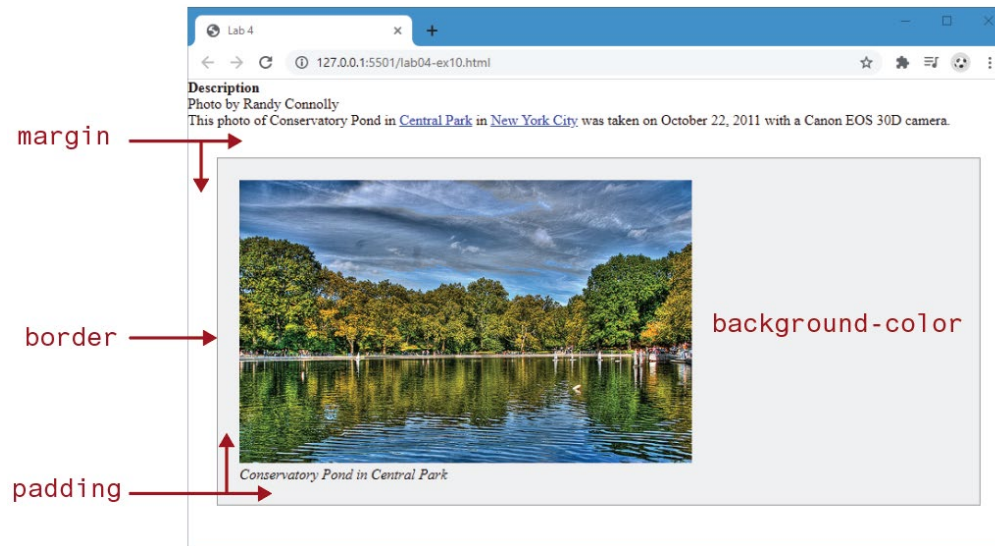 Lab 4
127.0.0.1:5501/lab04-ex10.html
Description
Photo by Randy Connolly
This photo of Conservatory Pond in Central Park in New York City was taken on October 22, 2011 with a Canon EOS 30D camera.
margin
border
background-color
Conservatory Pond in Central Park
padding